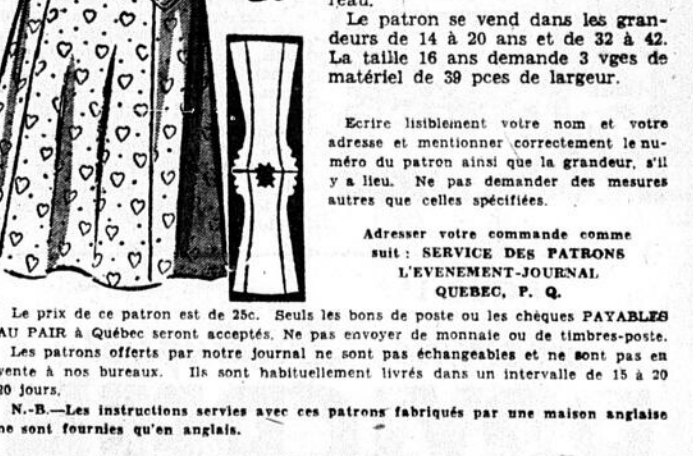 reau.
Le patron se vend dans les gran-
deurs de 14 à 20 ans et de 32 à 42.
La taille 16 ans demande 3 vges de
matériel de 39 pces de largeur.
Ecrire lisiblement votre nom et votre
adresse et mentionner correctement le nu-
méro du patron ainsi que la grandeur, s'il
y a lieu. Ne pas demander des mesures
autres que celles spécifiées.
Adresser votre commande comme
suit : SERVICE DES PATRONS
L'EVENEMENT-JOURNAL
QUEBEC, P. Q.
Le prix de ce patron est de 25c. Seuls les bons de poste ou les chèques PAYABLES
AU PAIR à Québec seront acceptés. Ne pas envoyer de monnaie ou de timbres-poste.
Les patrons offerts par notre journal ne sont pas échangeables et ne sont pas en
vente à nos bureaux. Ils sont habituellement livrés dans un intervalle de 15 à 20
20 jours.
N.-B.—Les instructions servies avec ces patrons fabriqués par une maison anglaise
ne sont fournies qu'en anglais.